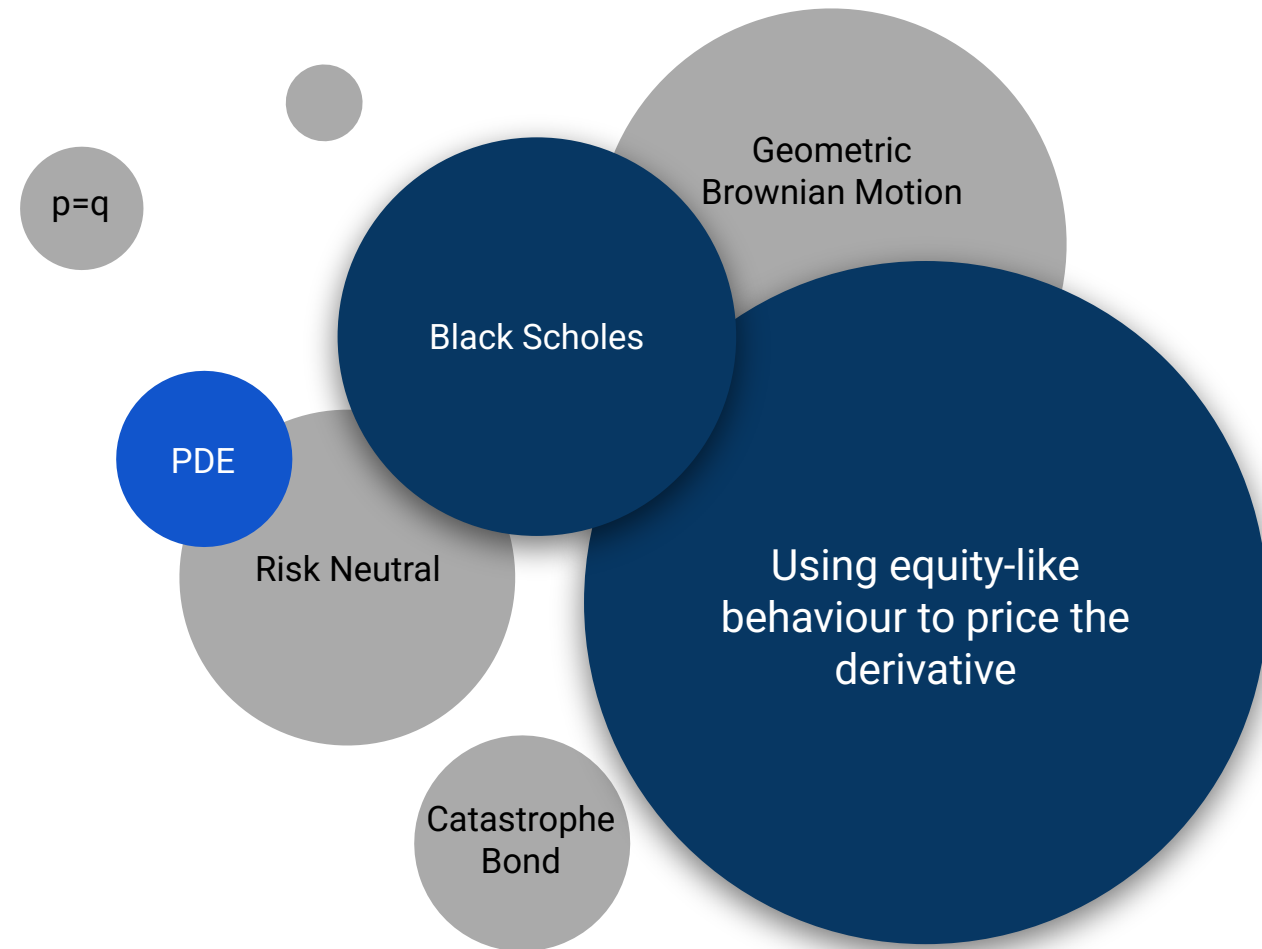 Geometric
Brownian Motion
p=q
Black Scholes
PDE
Risk Neutral
Using equity-like
behaviour to price the
derivative
Catastrophe
Bond